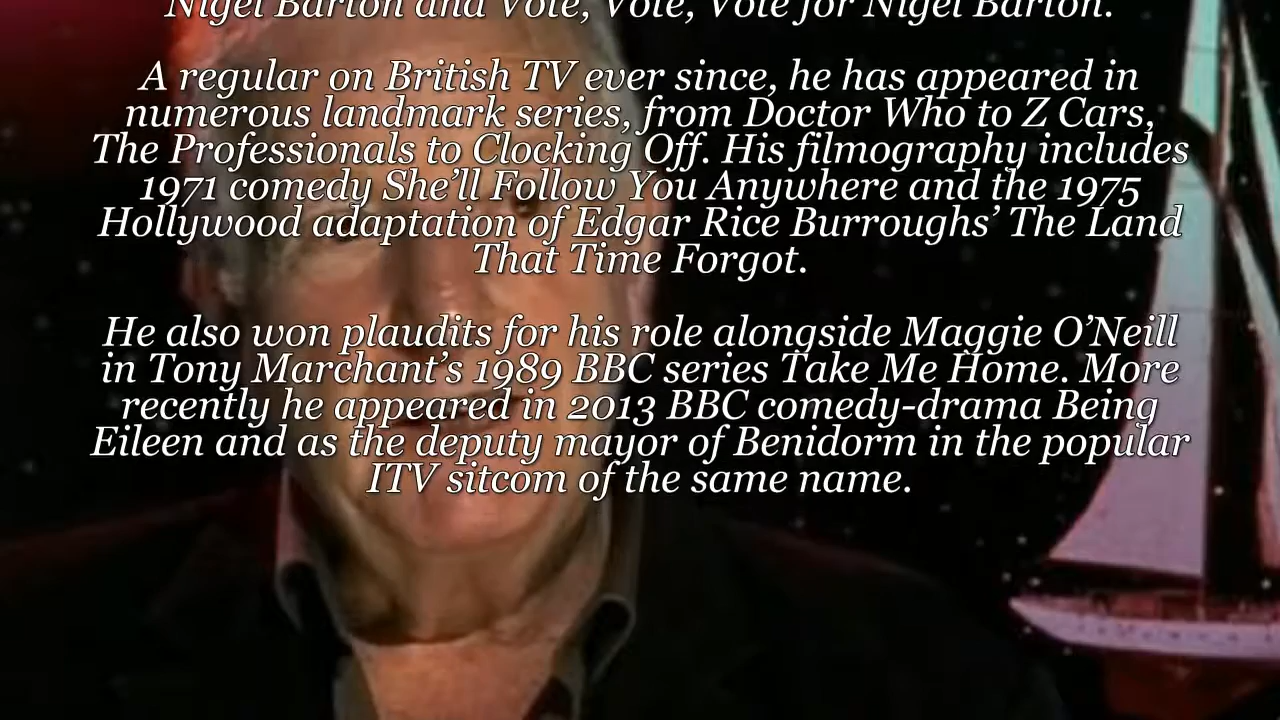 Nigel Barton and Vote, Vote, Vote for Nigel Barton.
A regular on British TV ever since, he has appeared in
numerous landmark series, from Doctor Who to Z Cars,
The Professionals to Clocking Off. His filmography includes
1971 comedy She’ll Follow You Anywhere and the 1975
Hollywood adaptation of Edgar Rice Burroughs’ The Land
That Time Forgot.
He also won plaudits for his role alongside Maggie O’Neill
in Tony Marchant’s 1989 BBC series Take Me Home. More
recently he appeared in 2013 BBC comedy-drama Being
Eileen and as the deputy mayor of Benidorm in the popular
ITV sitcom of the same name.